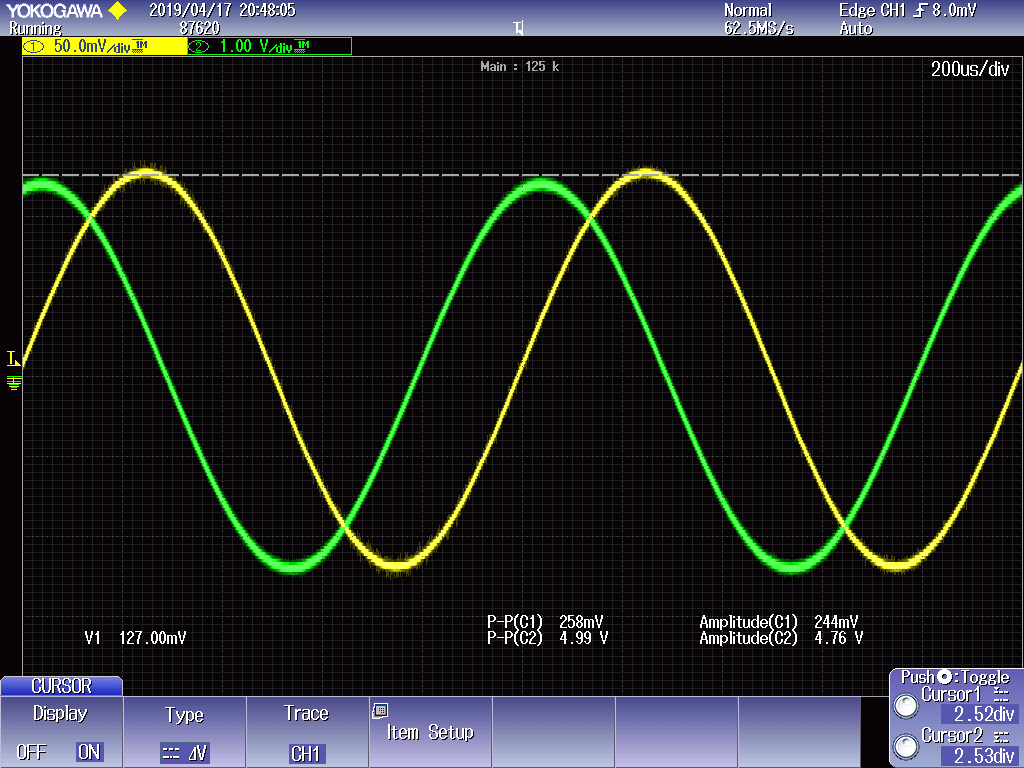 YOKOGAWA 2019/04/17 20:48:05 Normal Edge CH1 8.0mV
Running 87620 62.5MS/s Auto
1 50.0mV/div 1M 2 1.00 V/div 1M
Main : 125 k
200us/div
T
T
P-P(C1) 258mV Amplitude(C1) 244mV
V1 127.00mV P-P(C2) 4.99 V Amplitude(C2) 4.76 V
CURSOR
Push :Toggle
Display Type Trace Item Setup Cursor1
2.52div
OFF ON ΔV CH1 Cursor2
2.53div